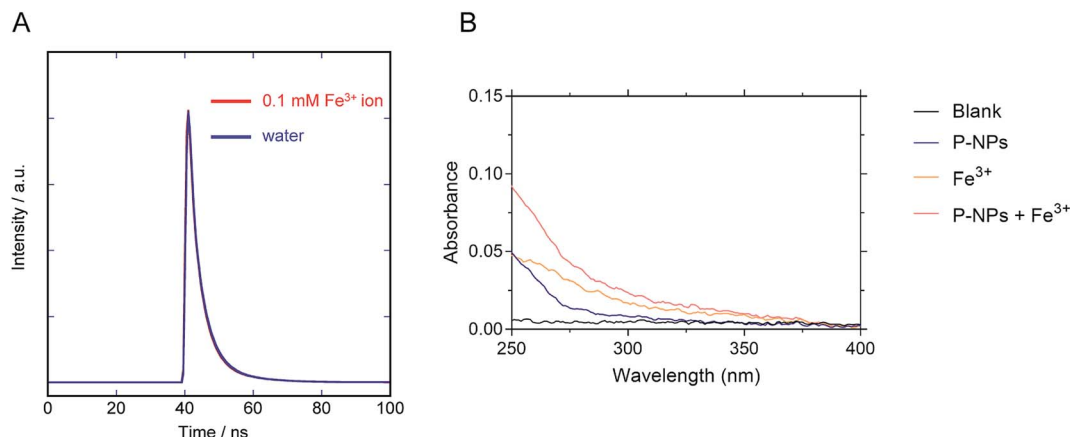 A
Intensity / a.u.
0.1 mM Fe³⁺ ion
water
0
20
40
60
80
100
Time / ns
B
Absorbance
0.15
0.10
0.05
0.00
250
300
350
400
Wavelength (nm)
Blank
P-NPs
Fe³⁺
P-NPs + Fe³⁺